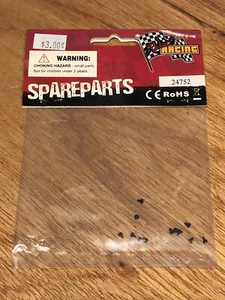 $3.00
RACING
WARNING:
CHOKING HAZARD - small parts
Not for children under 3 years
24752
SPAREPARTS
CE RoHS